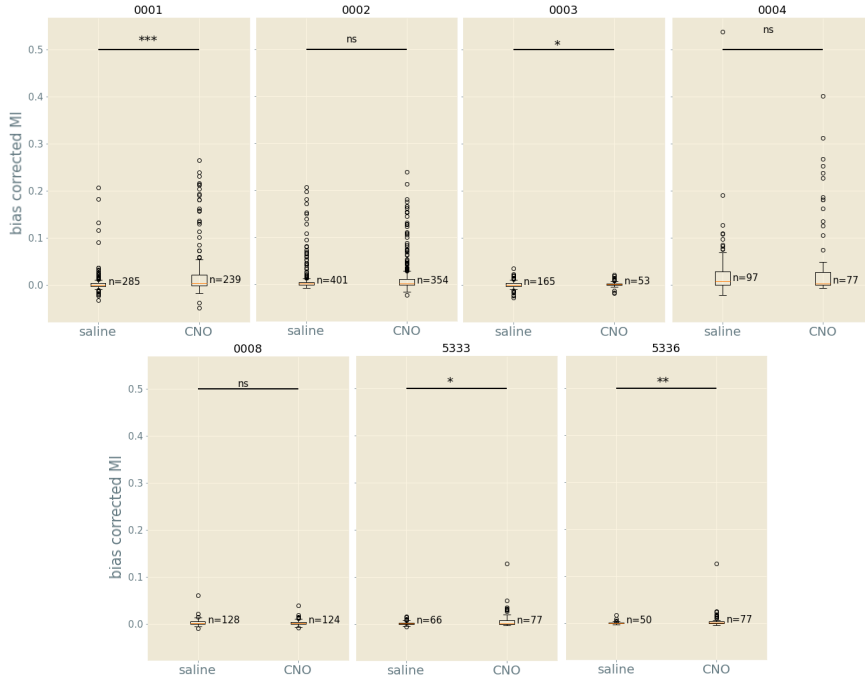 0001
0002
0003
0004
bias corrected MI
0.5
0.4
0.3
0.2
0.1
0.0
***
ns
*
ns
n=285
n=239
n=401
n=354
n=165
n=53
n=97
n=77
saline
CNO
saline
CNO
saline
CNO
saline
CNO
0008
5333
5336
bias corrected MI
0.5
0.4
0.3
0.2
0.1
0.0
ns
*
**
n=128
n=124
n=66
n=77
n=50
n=77
saline
CNO
saline
CNO
saline
CNO